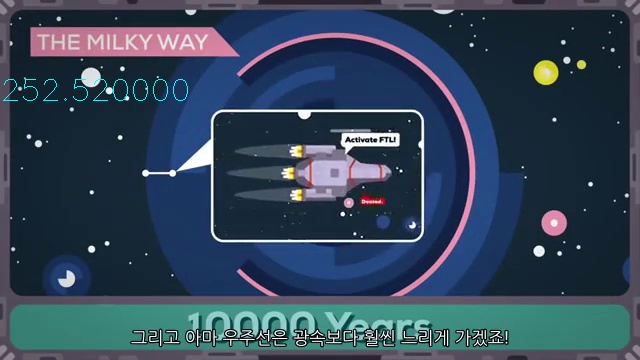 THE MILKY WAY
252.520000
Activate FTL!
Denied.
10000 Years
그리고 아마 우주선은 광속보다 훨씬 느리게 가겠죠!